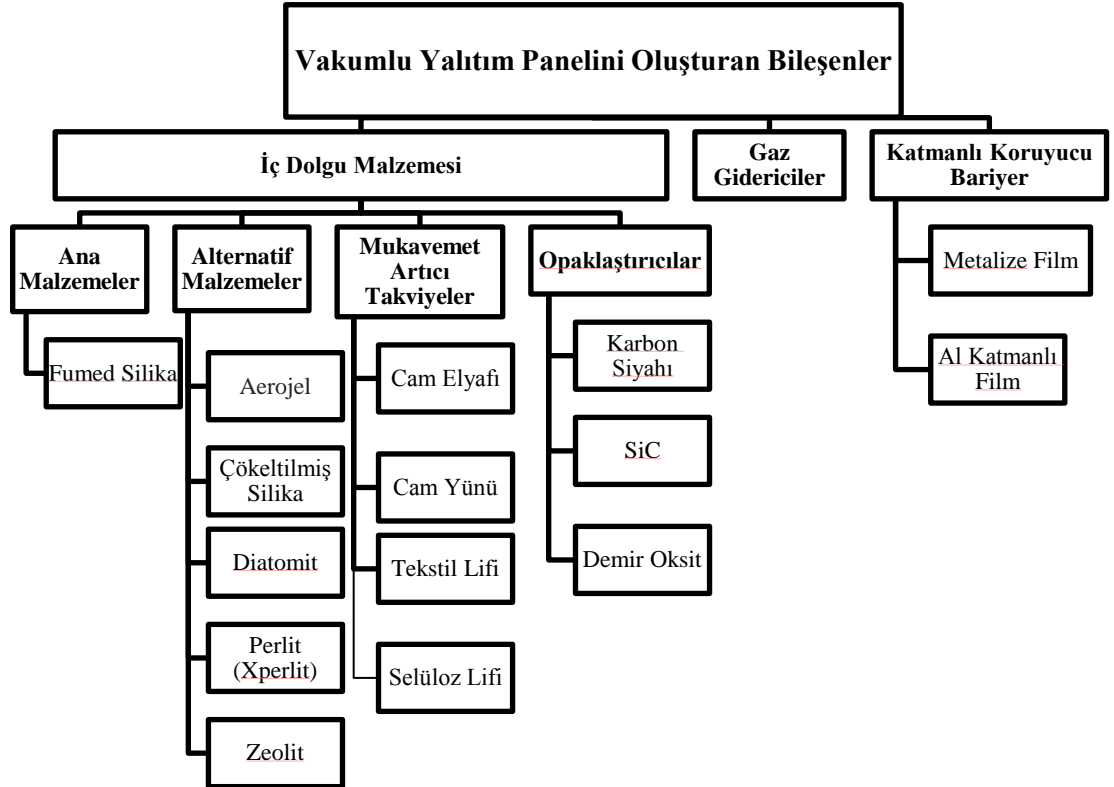 Vakumlu Yalıtım Panelini Oluşturan Bileşenler
İç Dolgu Malzemesi
Gaz
Gidericiler
Katmanlı Koruyucu
Bariyer
Ana
Malzemeler
Fumed Silika
Alternatif
Malzemeler
Aerojel
Çökeltilmiş
Silika
Diatomit
Perlit
(Xperlit)
Zeolit
Mukavemet
Artıcı
Takviyeler
Cam Elyafı
Cam Yünü
Tekstil Lifi
Selüloz Lifi
Opaklaştırıcılar
Karbon
Siyahı
SiC
Demir Oksit
Metalize Film
Al Katmanlı
Film